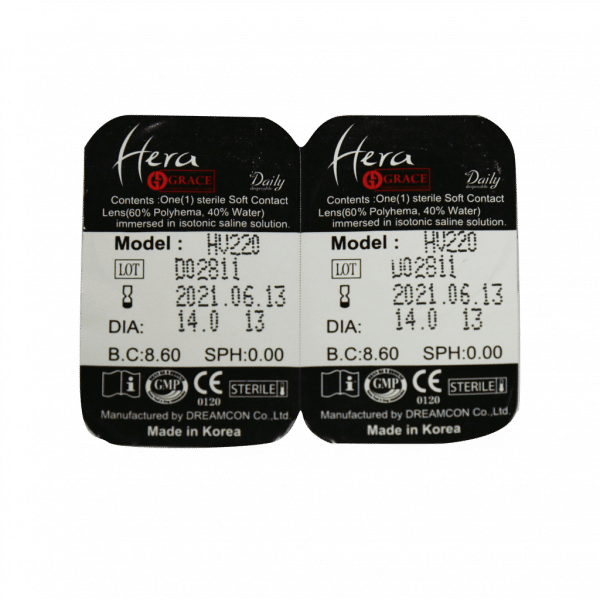 Hera
GRACE
Daily
disposable
Contents :One(1) sterile Soft Contact
Lens(60% Polyhema, 40% Water)
immersed in isotonic saline solution.
Model : HV220
LOT D02811
2021.06.13
DIA: 14.0 13
B.C:8.60 SPH:0.00
GMP CE 0120 STERILE
Manufactured by DREAMCON Co.,Ltd.
Made in Korea
Hera
GRACE
Daily
disposable
Contents :One(1) sterile Soft Contact
Lens(60% Polyhema, 40% Water)
immersed in isotonic saline solution.
Model : HV220
LOT D02811
2021.06.13
DIA: 14.0 13
B.C:8.60 SPH:0.00
GMP CE 0120 STERILE
Manufactured by DREAMCON Co.,Ltd.
Made in Korea